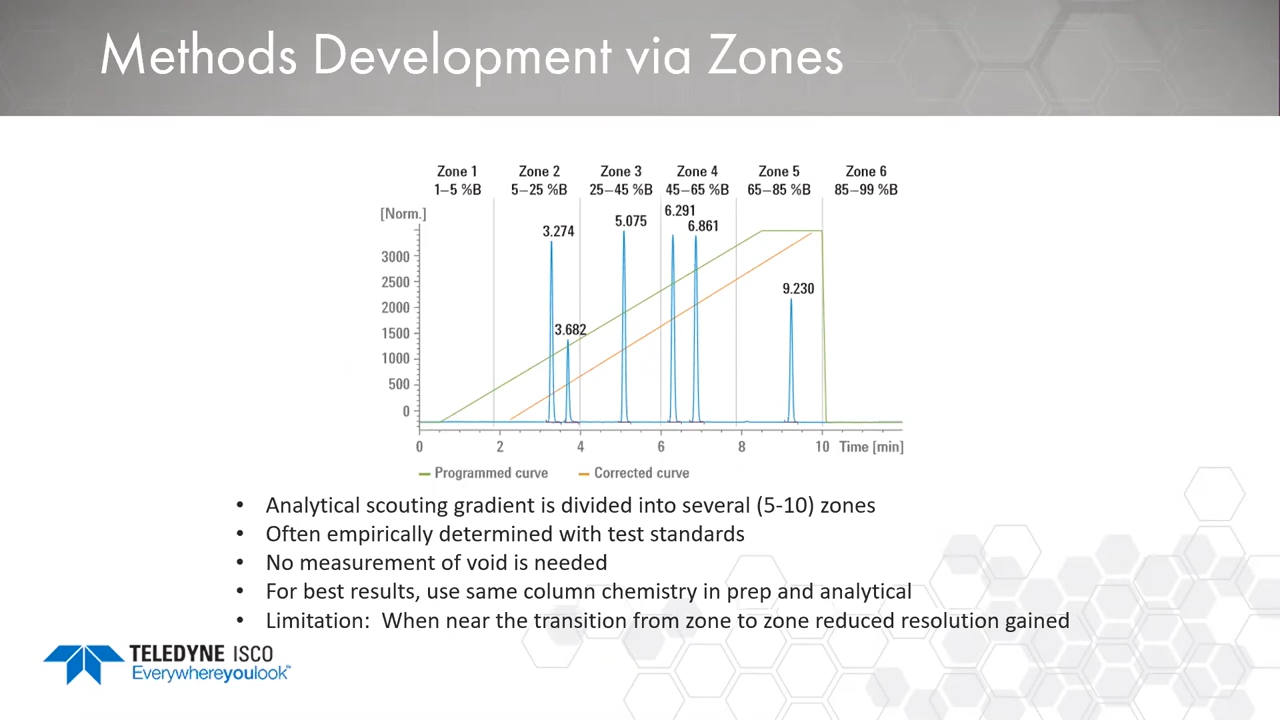 Methods Development via Zones
Zone 1 Zone 2 Zone 3 Zone 4 Zone 5 Zone 6
1–5 %B 5–25 %B 25–45 %B 45–65 %B 65–85 %B 85–99 %B
[Norm.]
3.274
3.682
5.075
6.291
6.861
9.230
3000
2500
2000
1500
1000
500
0
0 2 4 6 8 10 Time [min]
Programmed curve Corrected curve
• Analytical scouting gradient is divided into several (5-10) zones
• Often empirically determined with test standards
• No measurement of void is needed
• For best results, use same column chemistry in prep and analytical
• Limitation: When near the transition from zone to zone reduced resolution gained
TELEDYNE ISCO
Everywhereyoulook™